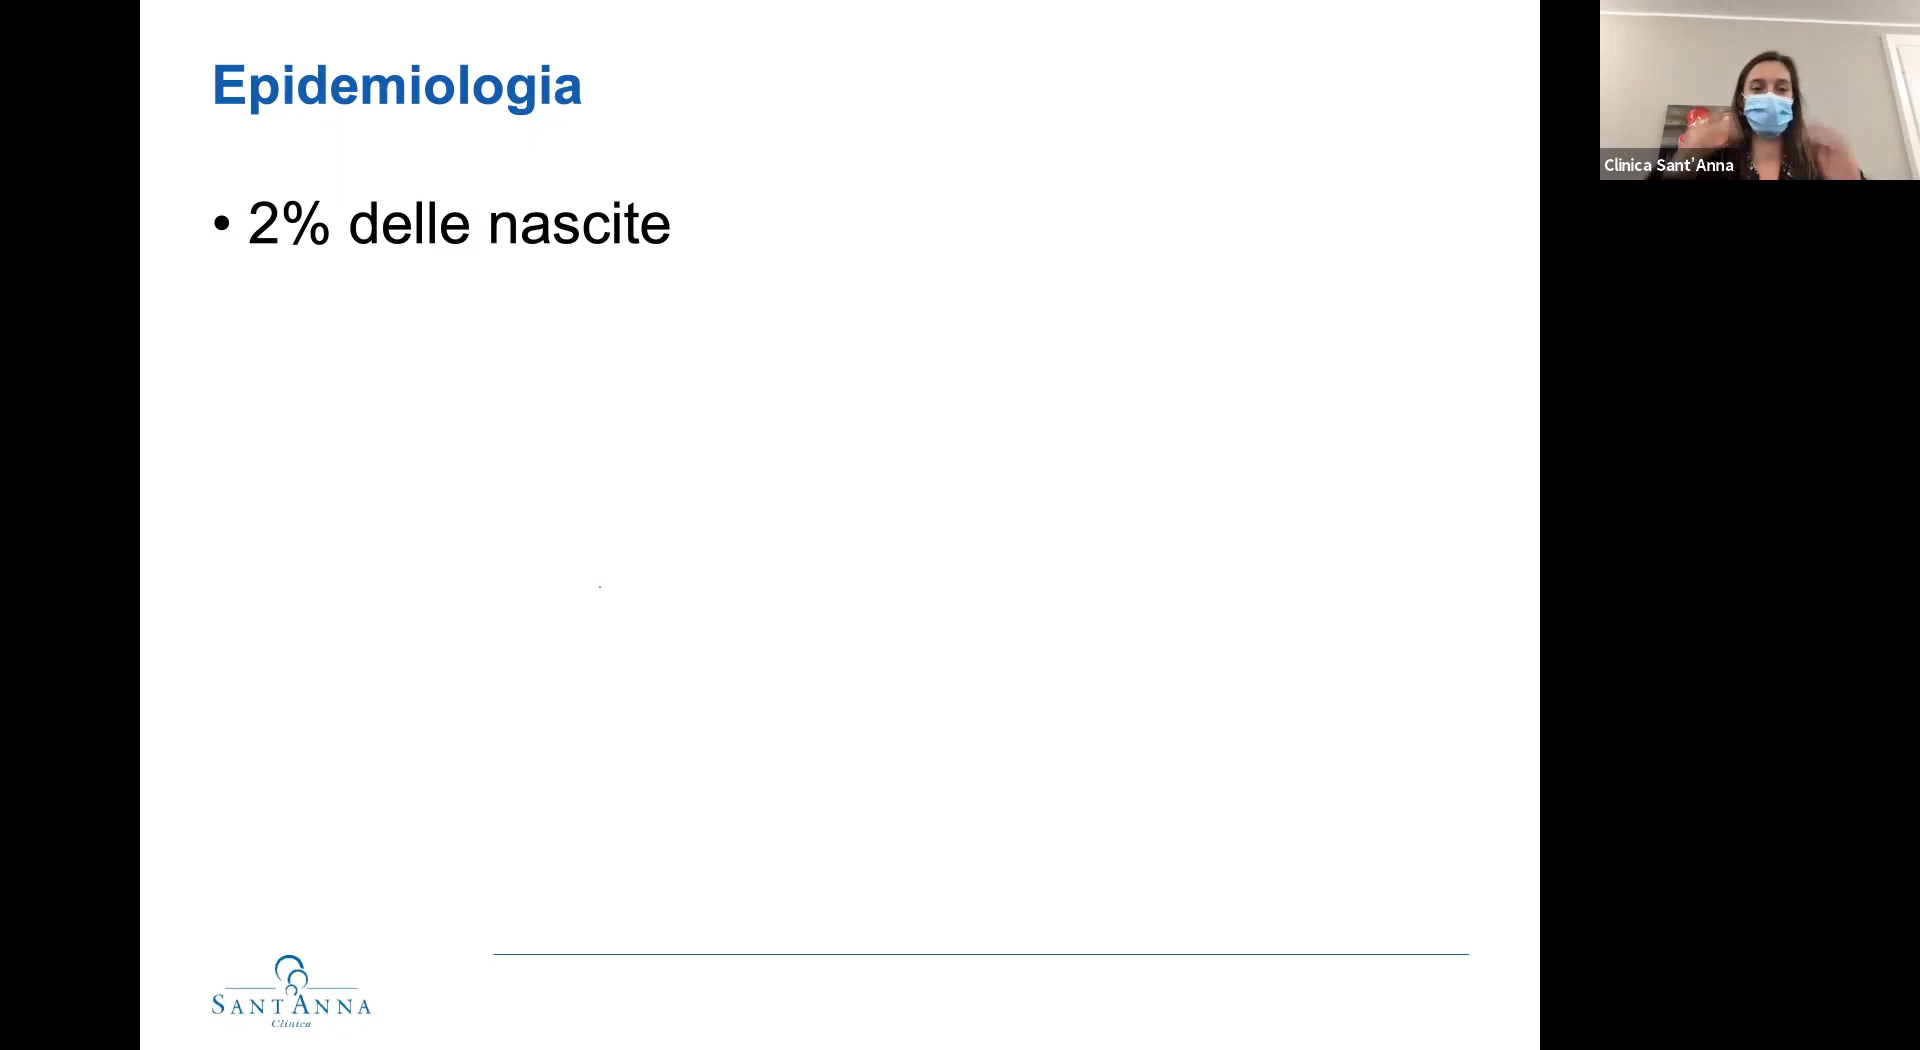 Epidemiologia
• 2% delle nascite
Clinica Sant'Anna
SANT'ANNA
Clinica